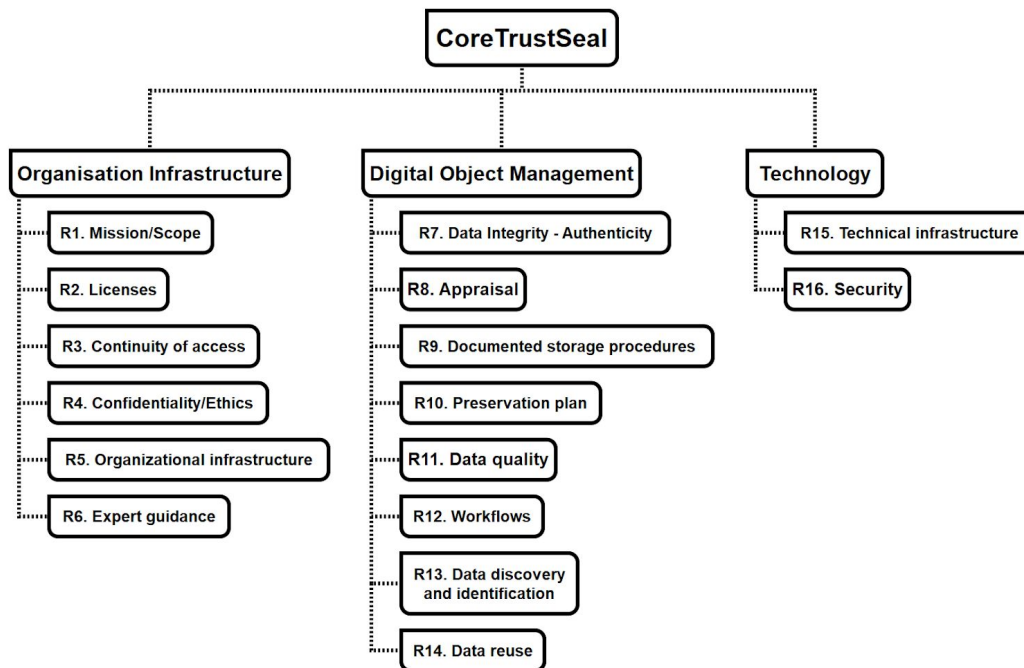 CoreTrustSeal
Organisation Infrastructure
R1. Mission/Scope
R2. Licenses
R3. Continuity of access
R4. Confidentiality/Ethics
R5. Organizational infrastructure
R6. Expert guidance
Digital Object Management
R7. Data Integrity - Authenticity
R8. Appraisal
R9. Documented storage procedures
R10. Preservation plan
R11. Data quality
R12. Workflows
R13. Data discovery
and identification
R14. Data reuse
Technology
R15. Technical infrastructure
R16. Security